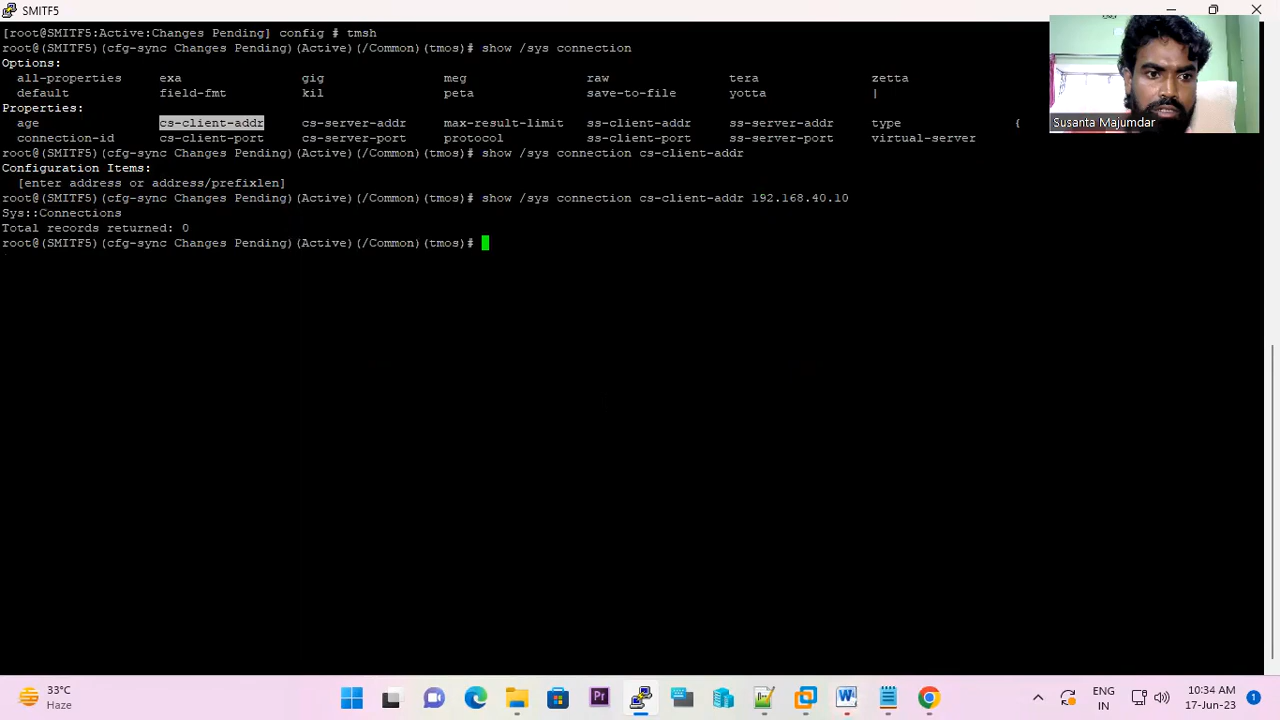 SMITF5
[root@SMITF5:Active:Changes Pending] config # tmsh
root@(SMITF5)(cfg-sync Changes Pending)(Active)(/Common)(tmos)# show /sys connection
Options:
all-properties exa gig meg raw tera zetta
default field-fmt kil peta save-to-file yotta |
Properties:
age cs-client-addr cs-server-addr max-result-limit ss-client-addr ss-server-addr type {
connection-id cs-client-port cs-server-port protocol ss-client-port ss-server-port virtual-server
root@(SMITF5)(cfg-sync Changes Pending)(Active)(/Common)(tmos)# show /sys connection cs-client-addr
Configuration Items:
[enter address or address/prefixlen]
root@(SMITF5)(cfg-sync Changes Pending)(Active)(/Common)(tmos)# show /sys connection cs-client-addr 192.168.40.10
Sys::Connections
Total records returned: 0
root@(SMITF5)(cfg-sync Changes Pending)(Active)(/Common)(tmos)#
Susanta Majumdar
33°C
Haze
Pr
W
ENG
IN
10:34 AM
17-Jun-23
1